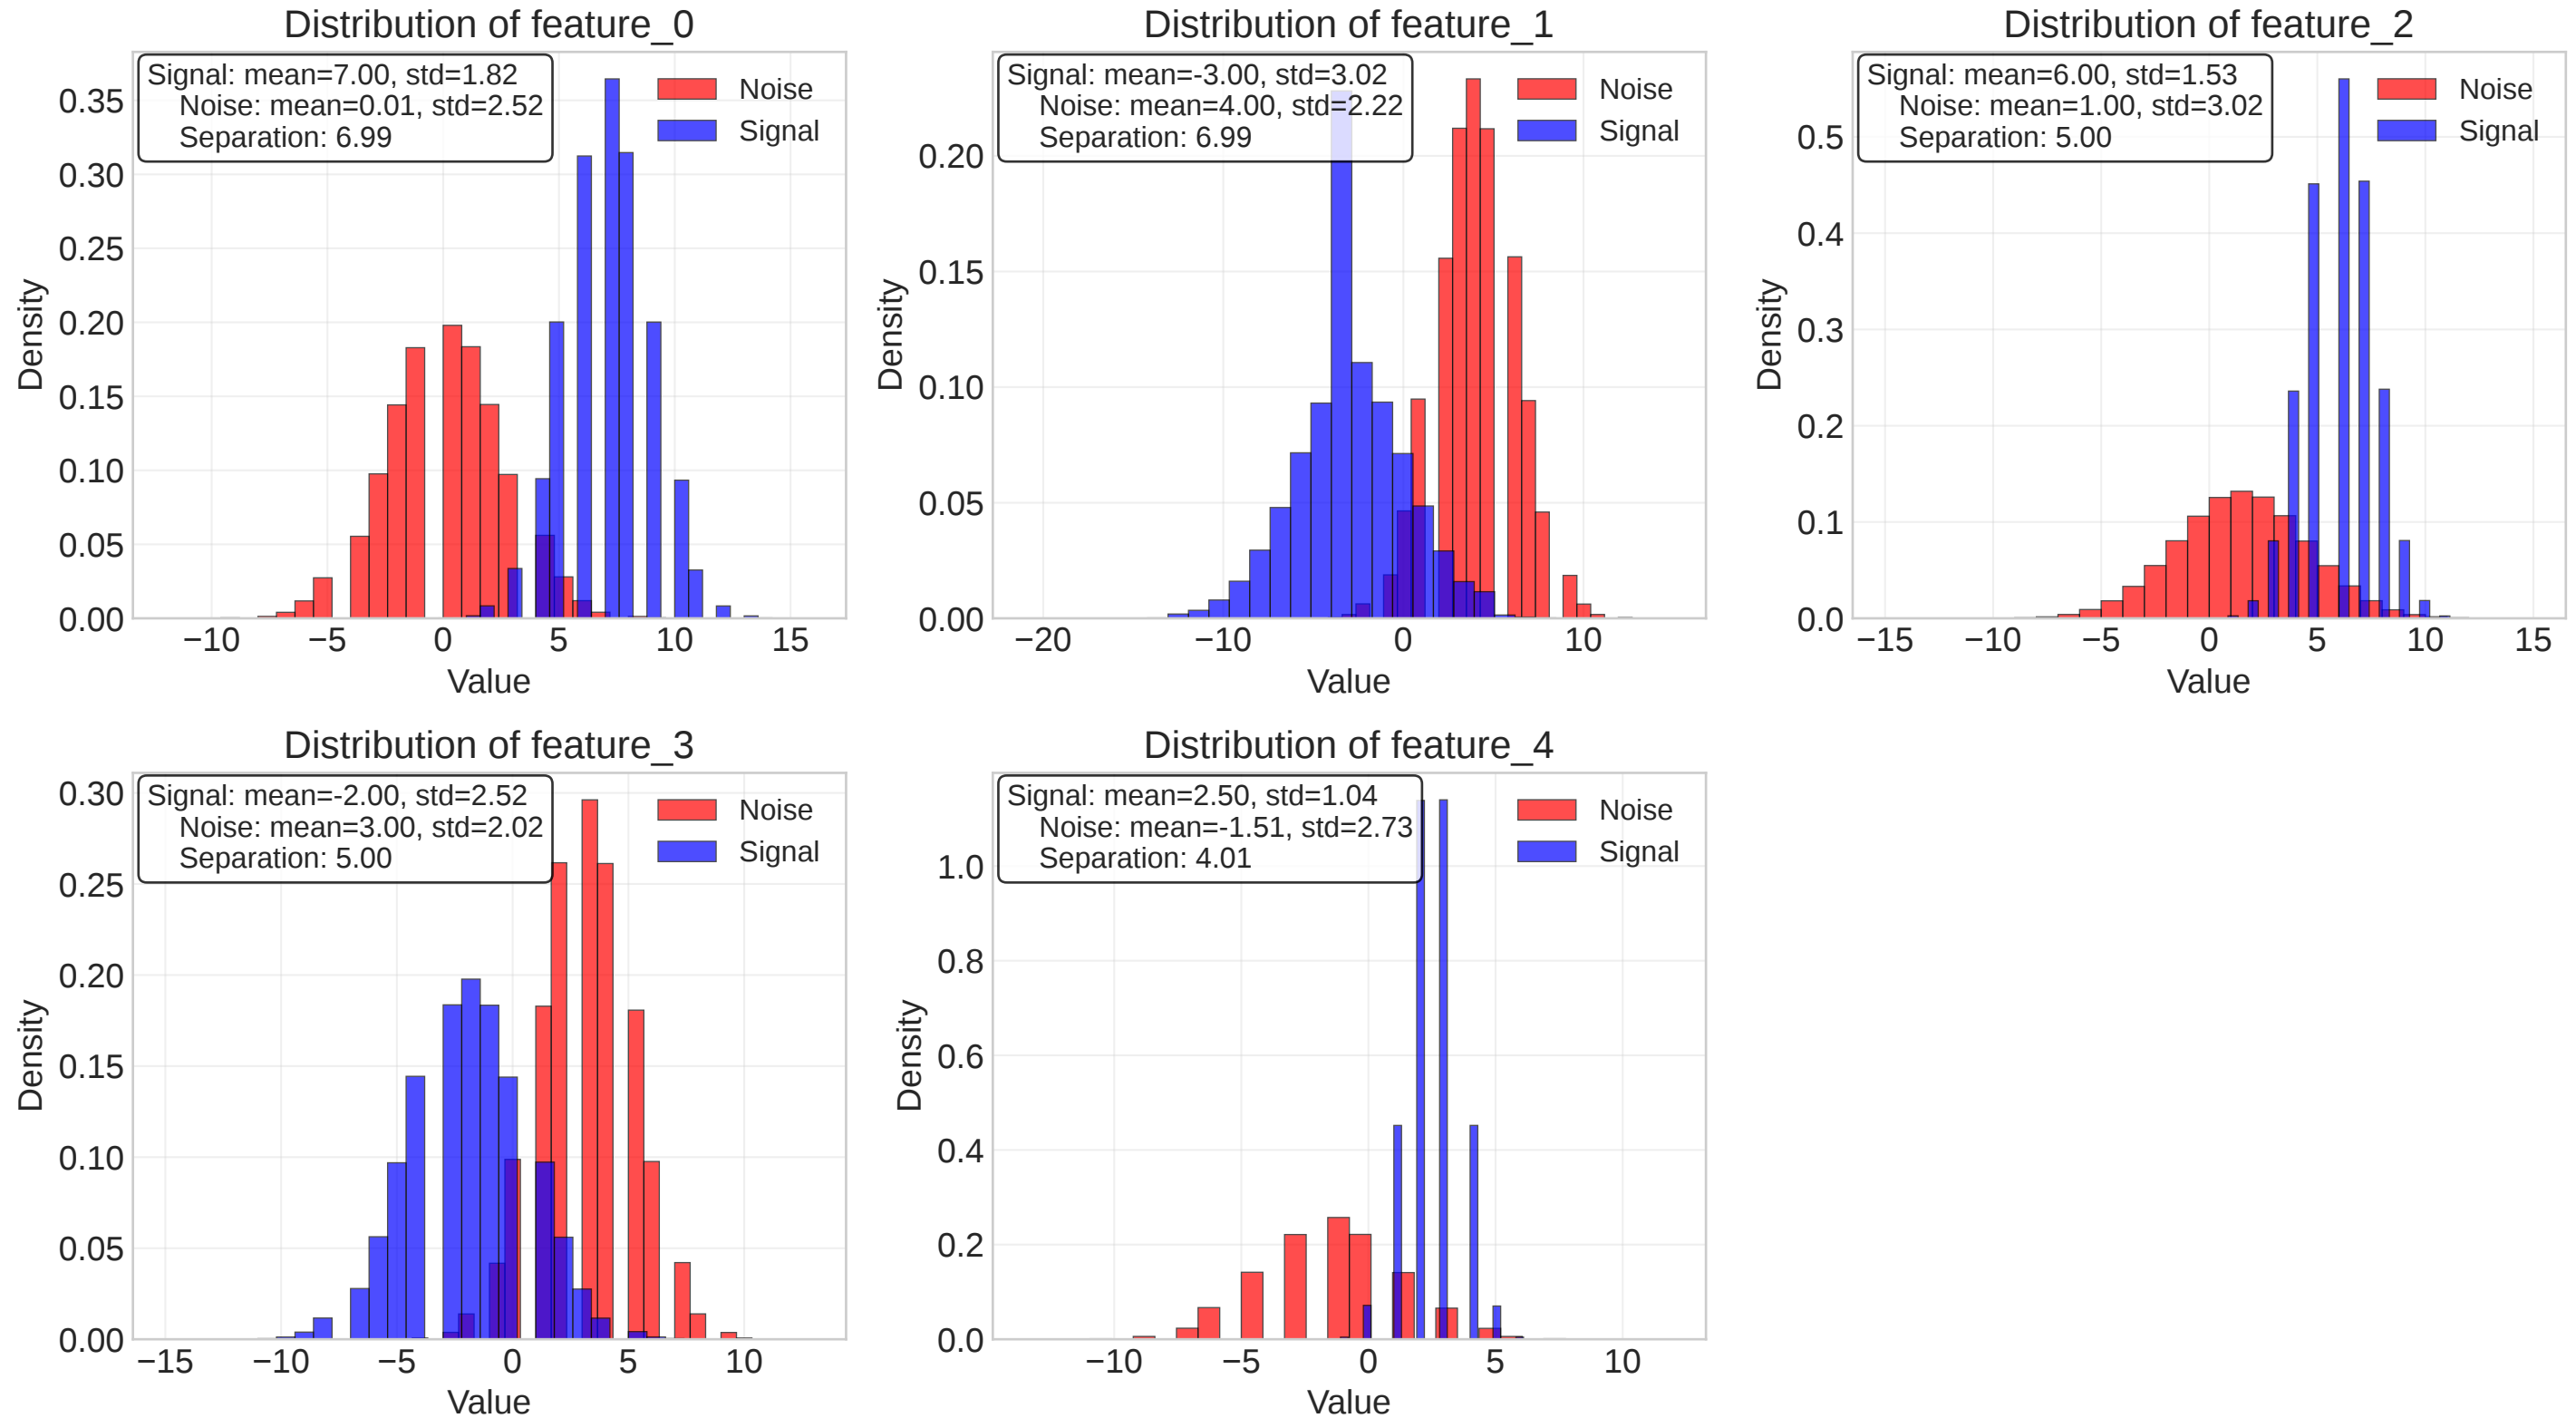 Distribution of feature_0
Signal: mean=7.00, std=1.82
Noise: mean=0.01, std=2.52
Separation: 6.99
Noise
Signal
0.35
0.30
0.25
0.20
0.15
0.10
0.05
0.00
Density
−10 −5 0 5 10 15
Value
Distribution of feature_1
Signal: mean=-3.00, std=3.02
Noise: mean=4.00, std=2.22
Separation: 6.99
Noise
Signal
0.20
0.15
0.10
0.05
0.00
Density
−20 −10 0 10
Value
Distribution of feature_2
Signal: mean=6.00, std=1.53
Noise: mean=1.00, std=3.02
Separation: 5.00
Noise
Signal
0.5
0.4
0.3
0.2
0.1
0.0
Density
−15 −10 −5 0 5 10 15
Value
Distribution of feature_3
Signal: mean=-2.00, std=2.52
Noise: mean=3.00, std=2.02
Separation: 5.00
Noise
Signal
0.30
0.25
0.20
0.15
0.10
0.05
0.00
Density
−15 −10 −5 0 5 10
Value
Distribution of feature_4
Signal: mean=2.50, std=1.04
Noise: mean=-1.51, std=2.73
Separation: 4.01
Noise
Signal
1.0
0.8
0.6
0.4
0.2
0.0
Density
−10 −5 0 5 10
Value